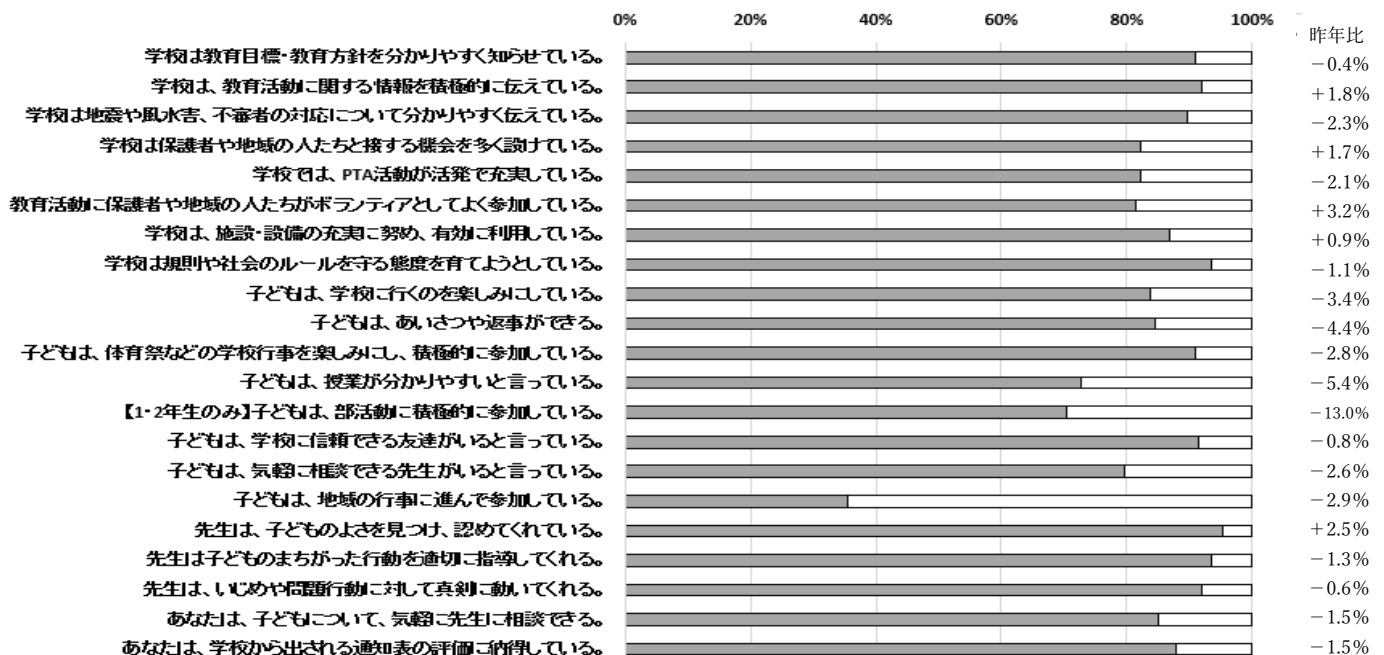 0% 20% 40% 60% 80% 100%
昨年比
学校は教育目標・教育方針を分かりやすく知らせている。 －0.4%
学校は、教育活動に関する情報を積極的に伝えている。 ＋1.8%
学校は地震や風水害、不審者の対応について分かりやすく伝えている。 －2.3%
学校は保護者や地域の人たちと接する機会を多く設けている。 ＋1.7%
学校では、PTA活動が活発で充実している。 －2.1%
教育活動に保護者や地域の人たちがボランティアとしてよく参加している。 ＋3.2%
学校は、施設・設備の充実に努め、有効に利用している。 ＋0.9%
学校は規則や社会のルールを守る態度を育てようとしている。 －1.1%
子どもは、学校に行くのを楽しみにしている。 －3.4%
子どもは、あいさつや返事ができる。 －4.4%
子どもは、体育祭などの学校行事を楽しみにし、積極的に参加している。 －2.8%
子どもは、授業が分かりやすいと言っている。 －5.4%
【1・2年生のみ】子どもは、部活動に積極的に参加している。 －13.0%
子どもは、学校に信頼できる友達がいると言っている。 －0.8%
子どもは、気軽に相談できる先生がいると言っている。 －2.6%
子どもは、地域の行事に進んで参加している。 －2.9%
先生は、子どものよさを見つけ、認めてくれている。 ＋2.5%
先生は子どものまちがった行動を適切に指導してくれる。 －1.3%
先生は、いじめや問題行動に対して真剣に動いてくれる。 －0.6%
あなたは、子どもについて、気軽に先生に相談できる。 －1.5%
あなたは、学校から出される通知表の評価に納得している。 －1.5%